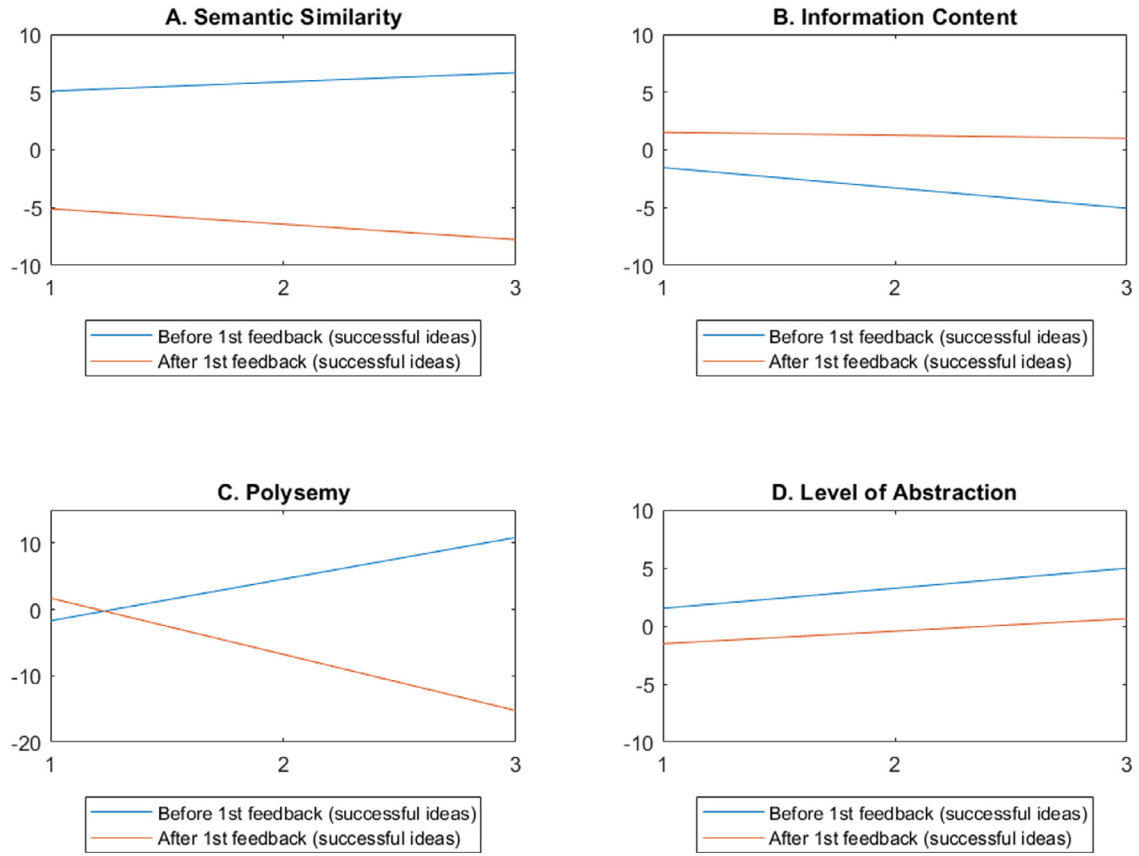 A. Semantic Similarity
10
5
0
-5
-10
1
2
3
Before 1st feedback (successful ideas)
After 1st feedback (successful ideas)
B. Information Content
10
5
0
-5
-10
1
2
3
Before 1st feedback (successful ideas)
After 1st feedback (successful ideas)
C. Polysemy
10
0
-10
-20
1
2
3
Before 1st feedback (successful ideas)
After 1st feedback (successful ideas)
D. Level of Abstraction
10
5
0
-5
-10
1
2
3
Before 1st feedback (successful ideas)
After 1st feedback (successful ideas)